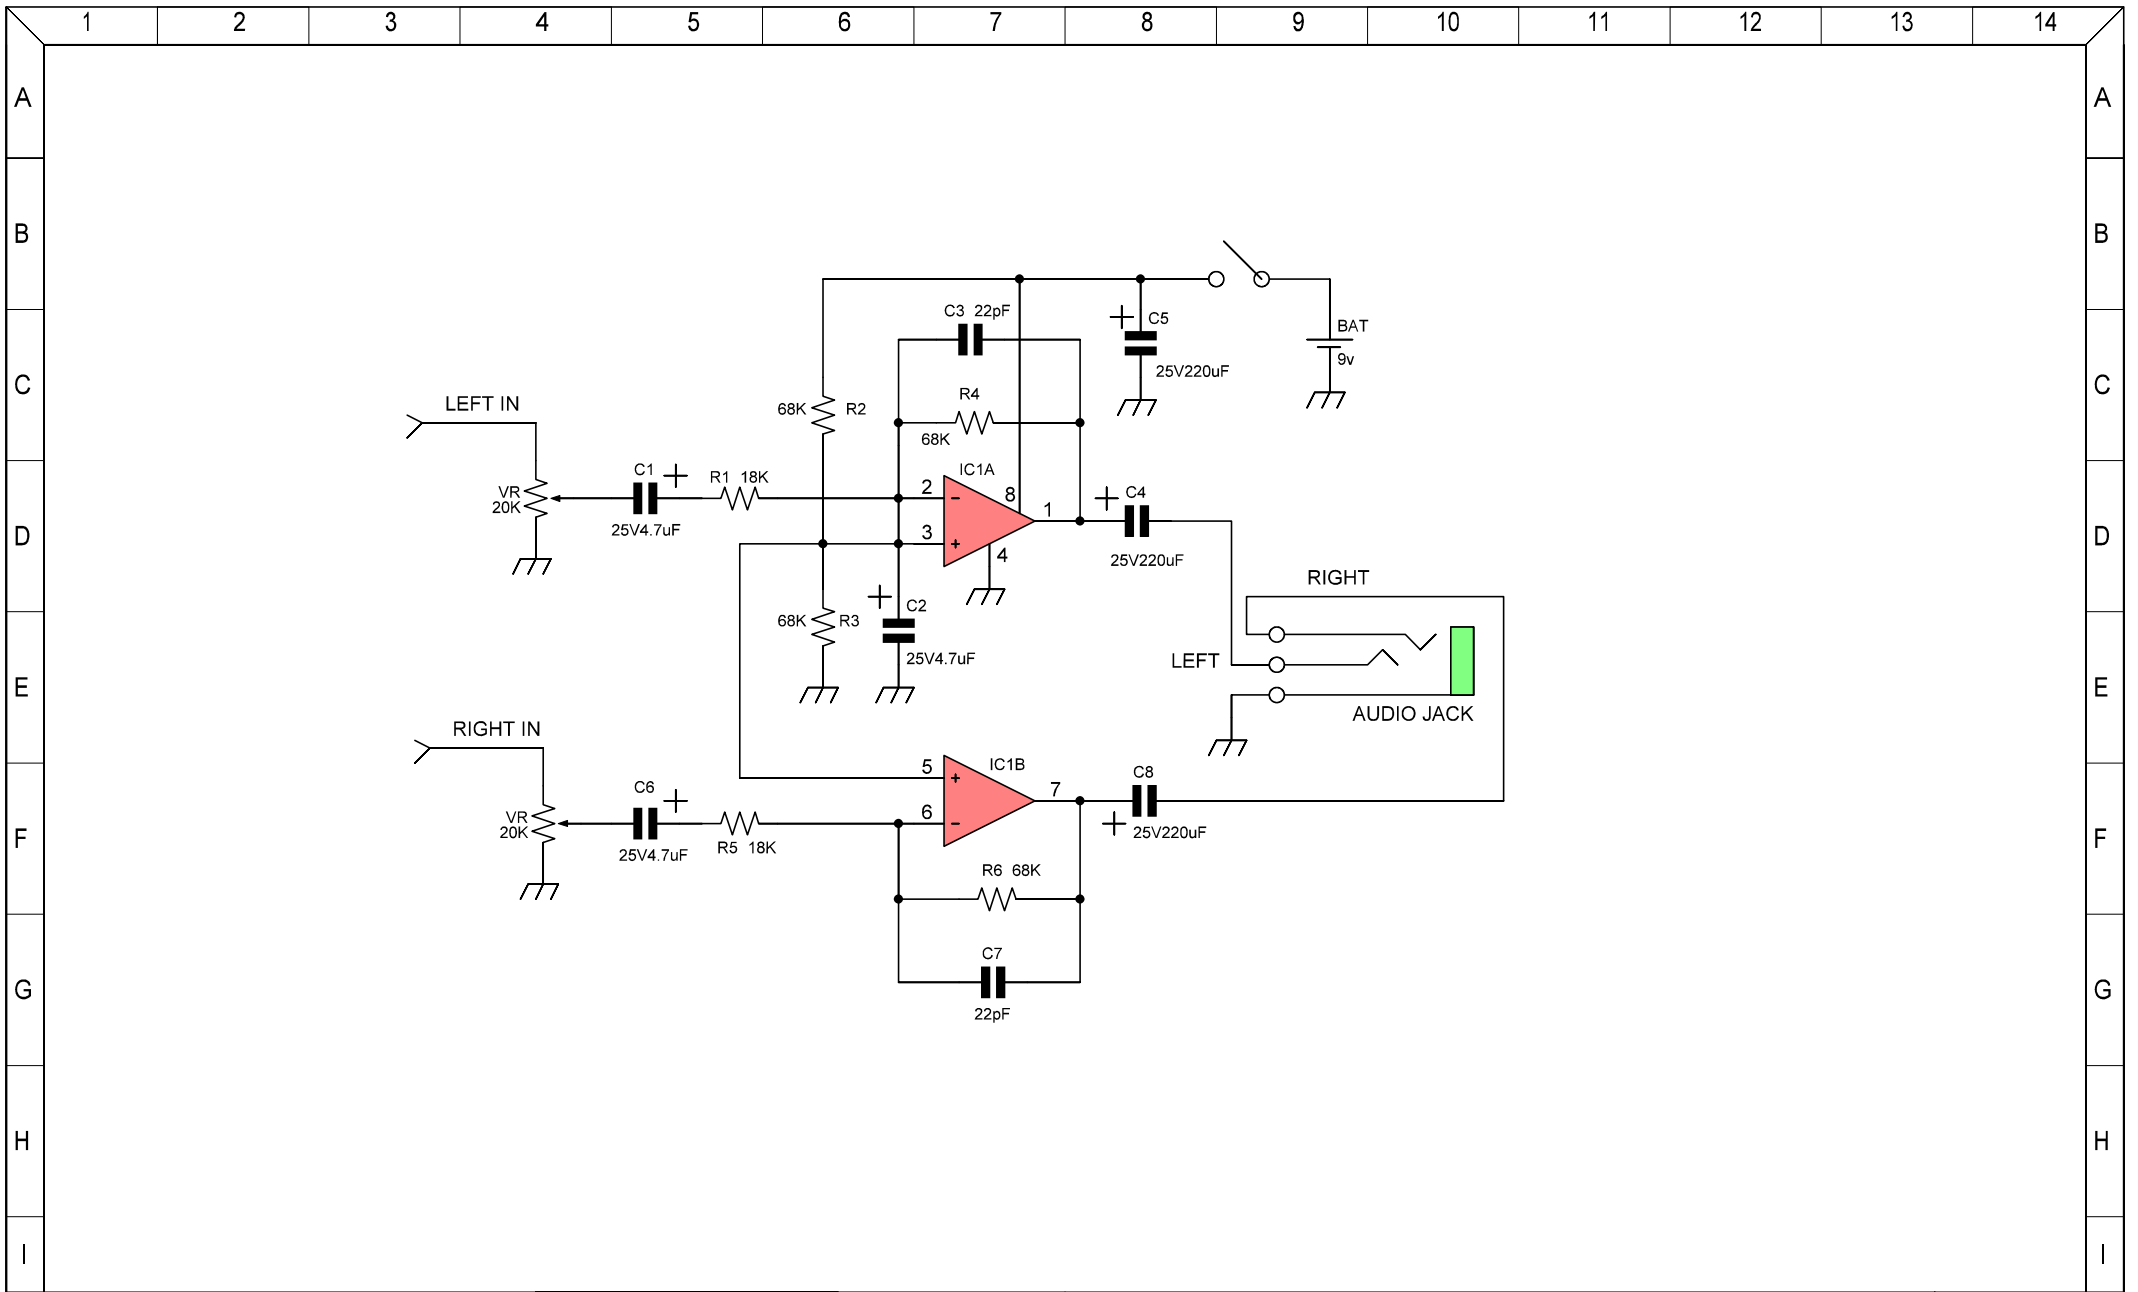 1 2 3 4 5 6 7 8 9 10 11 12 13 14
A A
B B
C3 22pF
C5
BAT
9v
25V220uF
C C
LEFT IN
68K R2
R4
68K
C1 +
R1 18K
IC1A
VR
20K
25V4.7uF
2 -
8
1
+ C4
3 +
4
25V220uF
D D
RIGHT
+ C2
68K R3
25V4.7uF
LEFT
E E
AUDIO JACK
RIGHT IN
5 +
IC1B
7
C8
C6 +
VR
20K
6 -
+
25V220uF
25V4.7uF
R5 18K
F F
R6 68K
C7
22pF
G G
H H
I I